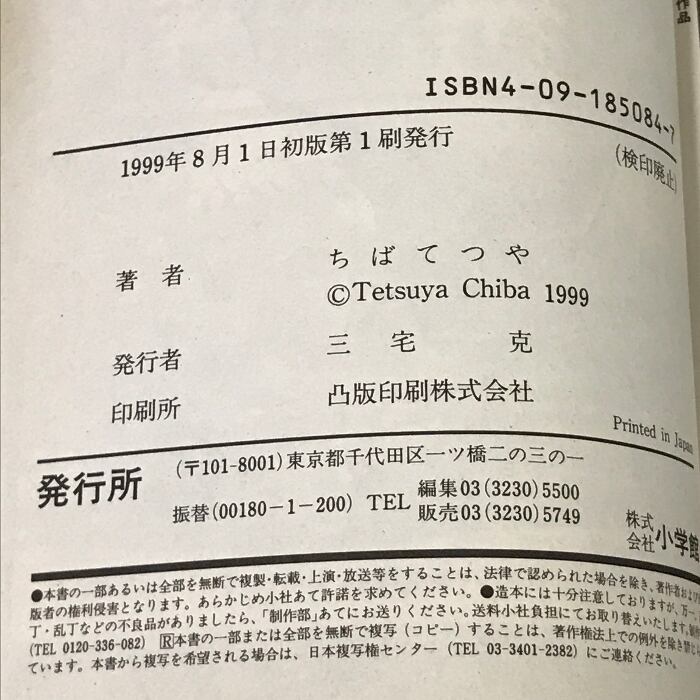 作品
ISBN4-09-185084-7
1999年8月1日初版第1刷発行
(検印廃止)
著者 ちばてつや
©Tetsuya Chiba 1999
発行者 三宅 克
印刷所 凸版印刷株式会社
Printed in Japan
発行所 (〒101-8001)東京都千代田区一ツ橋二の三の一
振替(00180-1-200) TEL 編集03(3230)5500
販売03(3230)5749
株式会社 小学館
●本書の一部あるいは全部を無断で複製・転載・上演・放送等をすることは、法律で認められた場合を除き、著作者および
版者の権利侵害となります。あらかじめ小社あて許諾を求めてください。●造本には十分注意しておりますが、万一
丁・乱丁などの不良品がありましたら、「制作部」あてにお送りください。送料小社負担にてお取り替えいたします。
(TEL 0120-336-082) Ⓡ本書の一部または全部を無断で複写(コピー)することは、著作権法上での例外を除き禁じ
ています。本書から複写を希望される場合は、日本複写権センター(TEL 03-3401-2382)にご連絡ください。